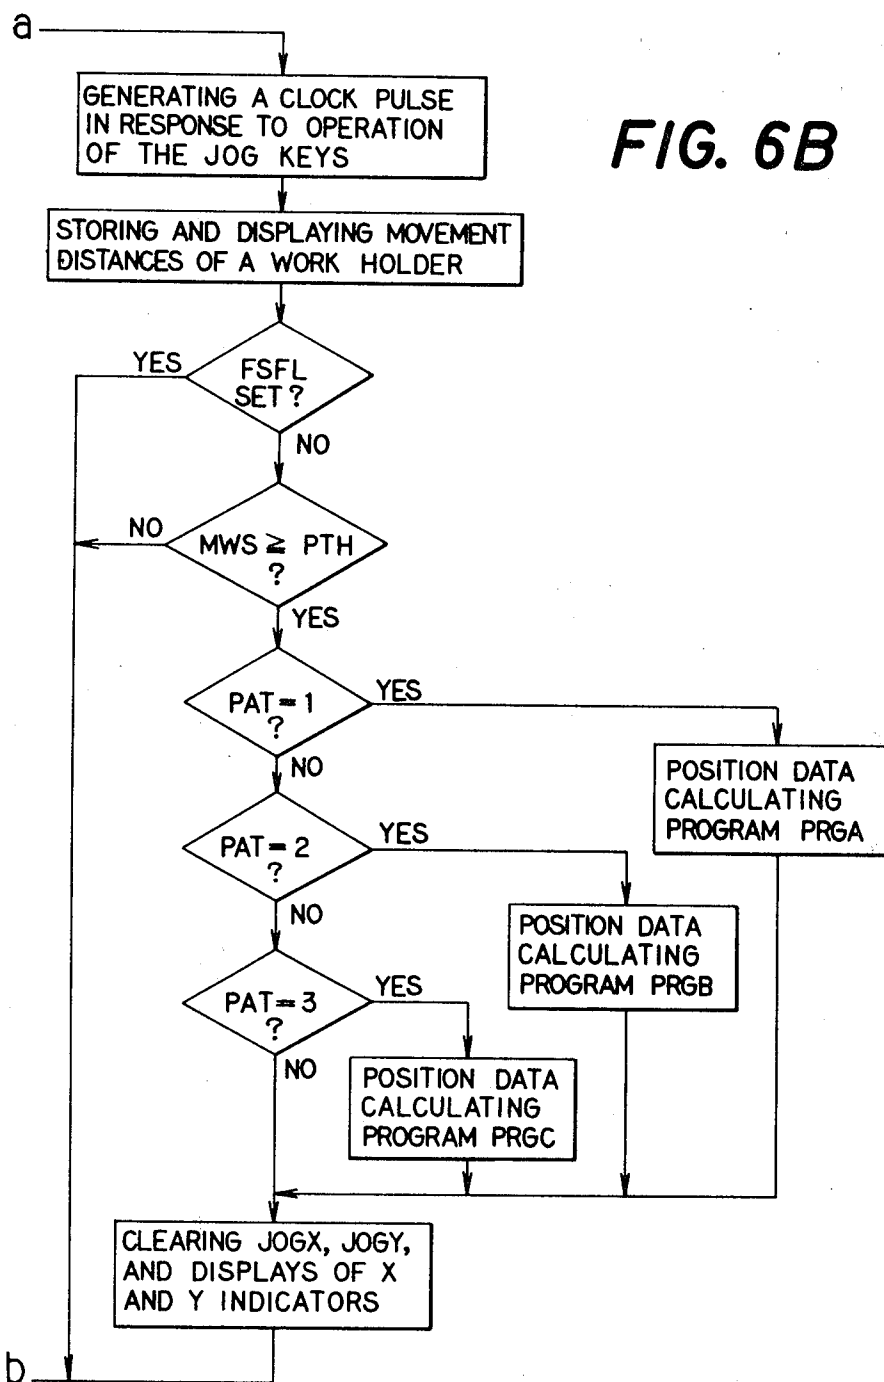 a
GENERATING A CLOCK PULSE
IN RESPONSE TO OPERATION
OF THE JOG KEYS
FIG. 6B
STORING AND DISPLAYING MOVEMENT
DISTANCES OF A WORK HOLDER
YES
FSFL
SET?
NO
NO
MWS ≧ PTH
?
YES
PAT=1
?
YES
NO
POSITION DATA
CALCULATING
PROGRAM PRGA
PAT=2
?
YES
NO
POSITION DATA
CALCULATING
PROGRAM PRGB
PAT=3
?
YES
NO
POSITION DATA
CALCULATING
PROGRAM PRGC
CLEARING JOGX, JOGY,
AND DISPLAYS OF X
AND Y INDICATORS
b